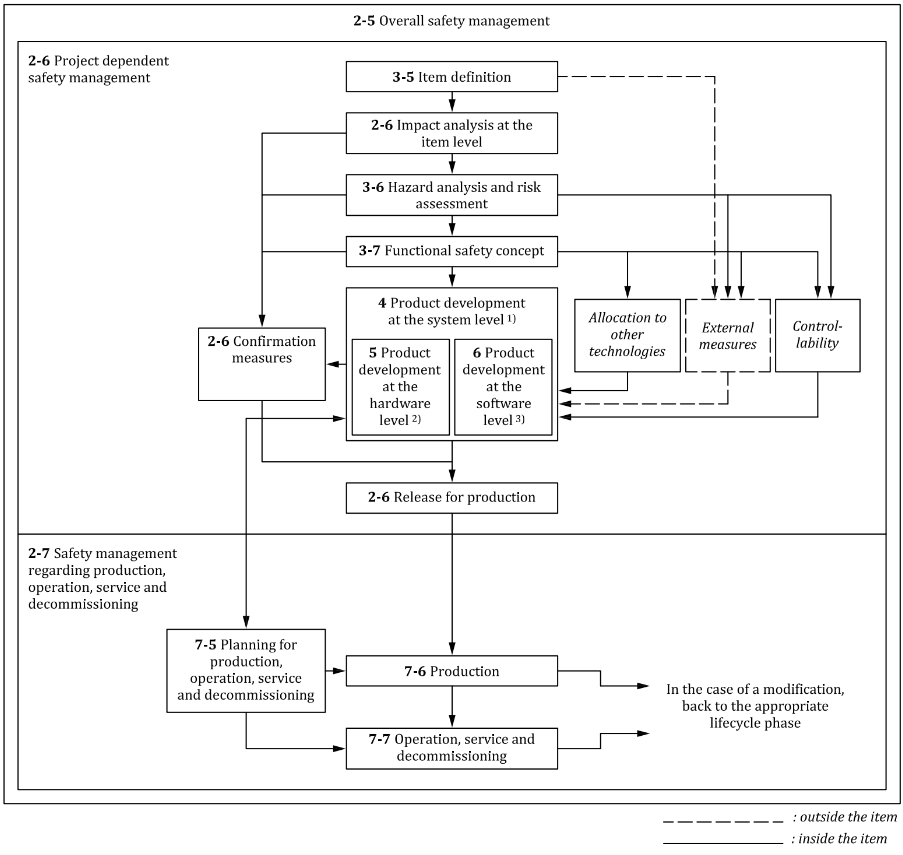 2-5 Overall safety management
2-6 Project dependent
safety management
3-5 Item definition
2-6 Impact analysis at the
item level
3-6 Hazard analysis and risk
assessment
3-7 Functional safety concept
4 Product development
at the system level 1)
Allocation to
other
technologies
External
measures
Control-
lability
2-6 Confirmation
measures
5 Product
development
at the
hardware
level 2)
6 Product
development
at the
software
level 3)
2-6 Release for production
2-7 Safety management
regarding production,
operation, service and
decommissioning
7-5 Planning for
production,
operation, service
and decommissioning
7-6 Production
In the case of a modification,
back to the appropriate
lifecycle phase
7-7 Operation, service and
decommissioning
: outside the item
: inside the item